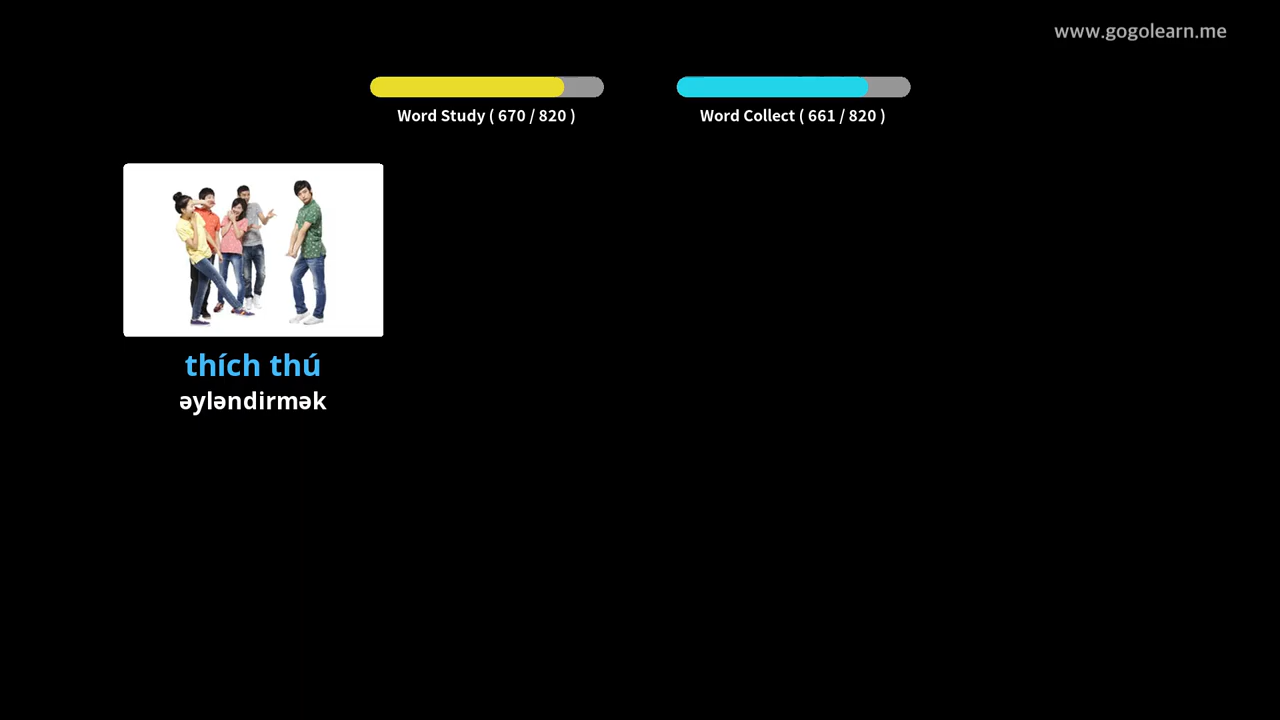 www.gogolearn.me
Word Study ( 670 / 820 )
Word Collect ( 661 / 820 )
thích thú
əyləndirmək